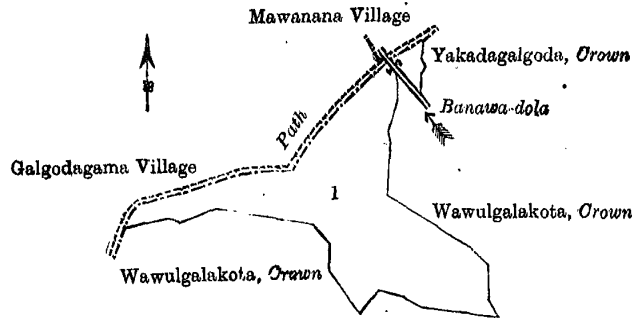 Mawanana Village
Yakadagalgoda, Crown
Banawa-dola
Path
Galgodagama Village
1
Wawulgalakota, Crown
Wawulgalakota, Crown